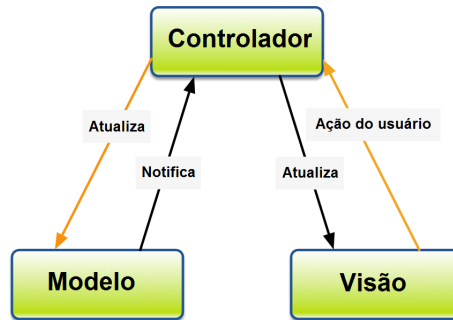 Controlador
Atualiza
Ação do usuário
Notifica
Atualiza
Modelo
Visão